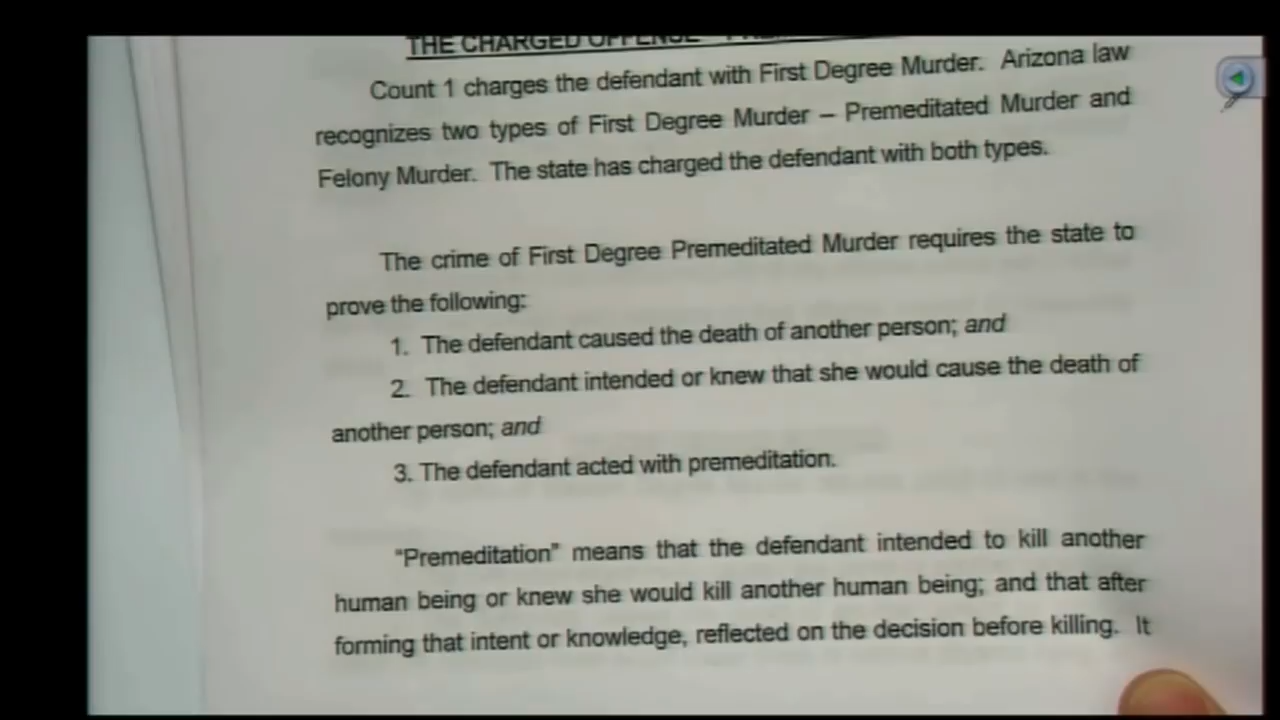 THE CHARGED OFFENSE -
Count 1 charges the defendant with First Degree Murder. Arizona law
recognizes two types of First Degree Murder – Premeditated Murder and
Felony Murder. The state has charged the defendant with both types.
The crime of First Degree Premeditated Murder requires the state to
prove the following:
1. The defendant caused the death of another person; and
2. The defendant intended or knew that she would cause the death of
another person; and
3. The defendant acted with premeditation.
“Premeditation” means that the defendant intended to kill another
human being or knew she would kill another human being; and that after
forming that intent or knowledge, reflected on the decision before killing. It